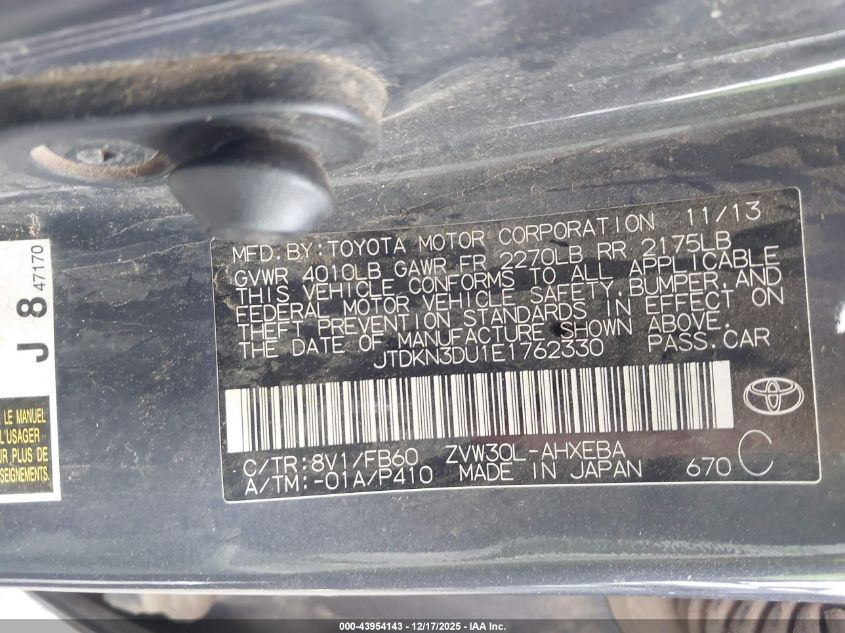 MFD.BY:TOYOTA MOTOR CORPORATION 11/13
GVWR 4010LB GAWR FR 2270LB RR 2175LB
THIS VEHICLE CONFORMS TO ALL APPLICABLE
FEDERAL MOTOR VEHICLE SAFETY, BUMPER, AND
THEFT PREVENTION STANDARDS IN EFFECT ON
THE DATE OF MANUFACTURE SHOWN ABOVE.
JTDKN3DU1E1762330 PASS.CAR
C/TR:8V1/FB60 ZVW30L-AHXEBA
A/TM:-01A/P410 MADE IN JAPAN 670 C
J 8 47170
LE MANUEL
L'USAGER
POUR
ENSEIGNEMENTS
000-43954143 - 12/17/2025 - IAA Inc.